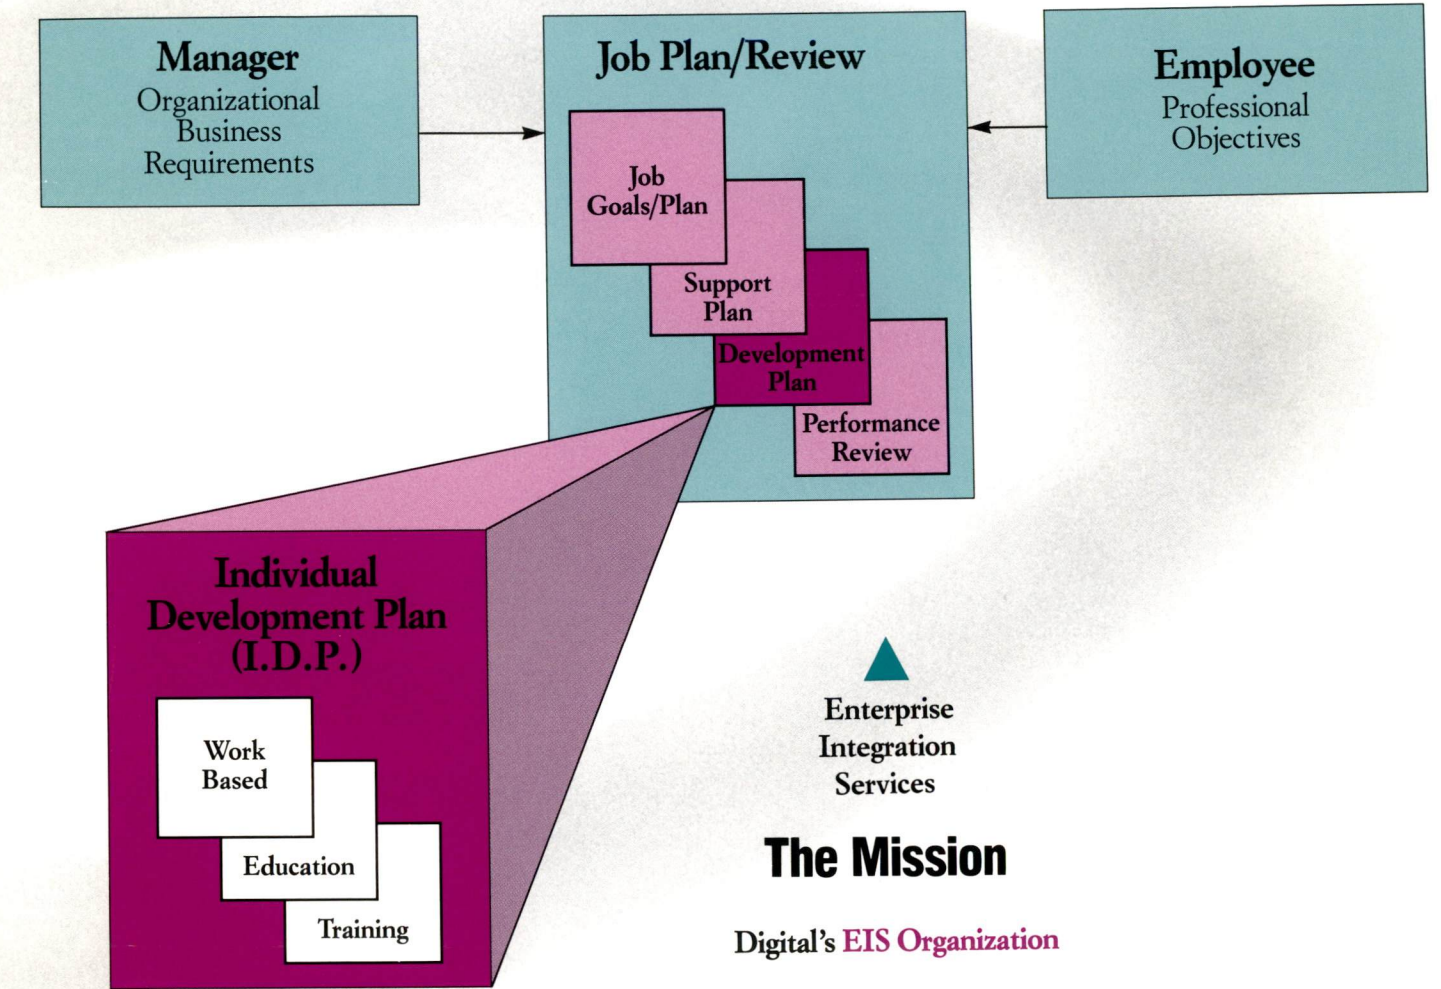 Manager
Organizational
Business
Requirements
Job Plan/Review
Job
Goals/Plan
Support
Plan
Development
Plan
Performance
Review
Employee
Professional
Objectives
Individual
Development Plan
(I.D.P.)
Work
Based
Education
Training
Enterprise
Integration
Services
The Mission
Digital's EIS Organization